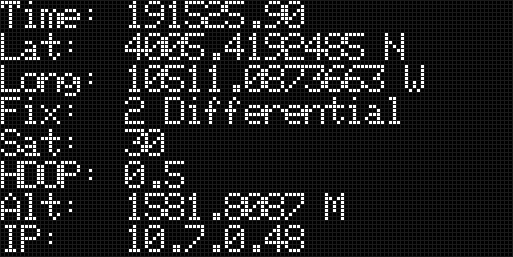 Time: 191525.90
Lat: 4005.4192485 N
Long: 10511.0873663 W
Fix: 2 Differential
Sat: 30
HDOP: 0.5
Alt: 1581.8087 M
IP: 10.7.0.48